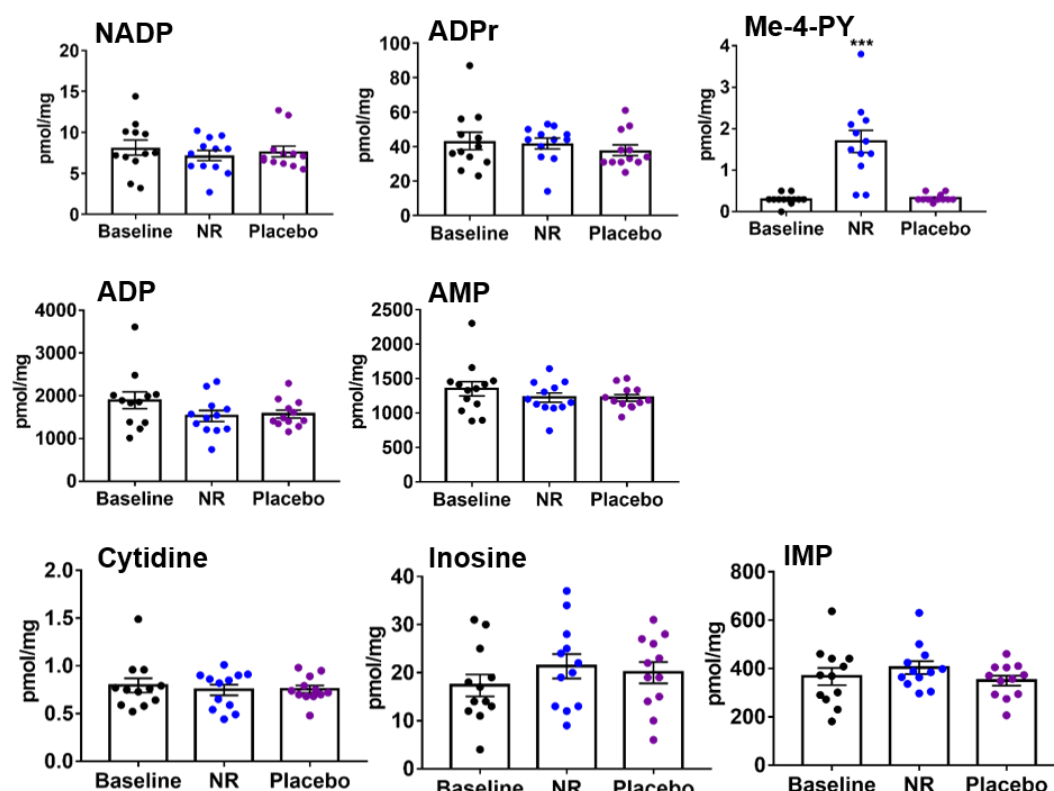 NADP
20
15
10
5
0
pmol/mg
Baseline NR Placebo
ADPr
100
80
60
40
20
0
pmol/mg
Baseline NR Placebo
Me-4-PY
***
4
3
2
1
0
pmol/mg
Baseline NR Placebo
ADP
4000
3000
2000
1000
0
pmol/mg
Baseline NR Placebo
AMP
2500
2000
1500
1000
500
0
pmol/mg
Baseline NR Placebo
Cytidine
2.0
1.5
1.0
0.5
0.0
pmol/mg
Baseline NR Placebo
Inosine
40
30
20
10
0
pmol/mg
Baseline NR Placebo
IMP
800
600
400
200
0
pmol/mg
Baseline NR Placebo